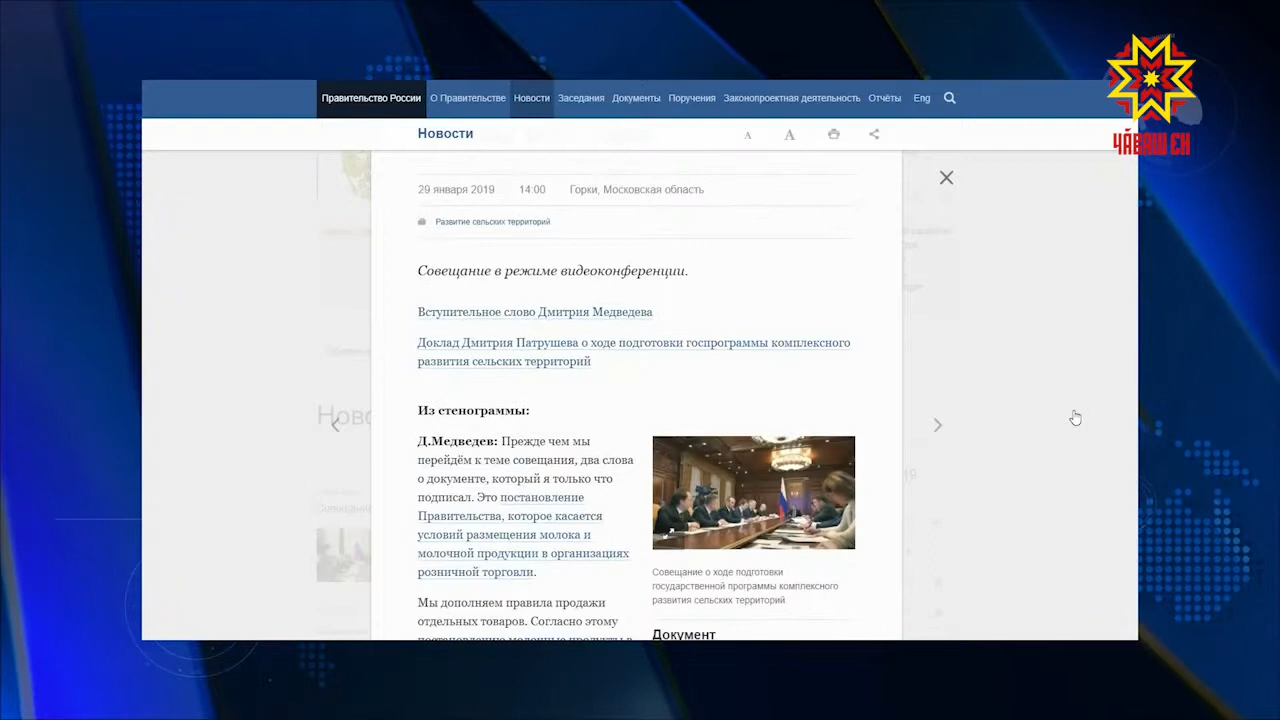 ЧӐВАШ ЕН
Правительство России О Правительстве Новости Заседания Документы Поручения Законопроектная деятельность Отчёты Eng
Новости
A A
29 января 2019 14:00 Горки, Московская область
Развитие сельских территорий
Совещание в режиме видеоконференции.
Вступительное слово Дмитрия Медведева
Доклад Дмитрия Патрушева о ходе подготовки госпрограммы комплексного
развития сельских территорий
Из стенограммы:
Д.Медведев: Прежде чем мы
перейдём к теме совещания, два слова
о документе, который я только что
подписал. Это постановление
Правительства, которое касается
условий размещения молока и
молочной продукции в организациях
розничной торговли.
Мы дополняем правила продажи
отдельных товаров. Согласно этому
постановлению молочные продукты в
Совещание о ходе подготовки
государственной программы комплексного
развития сельских территорий
Документ